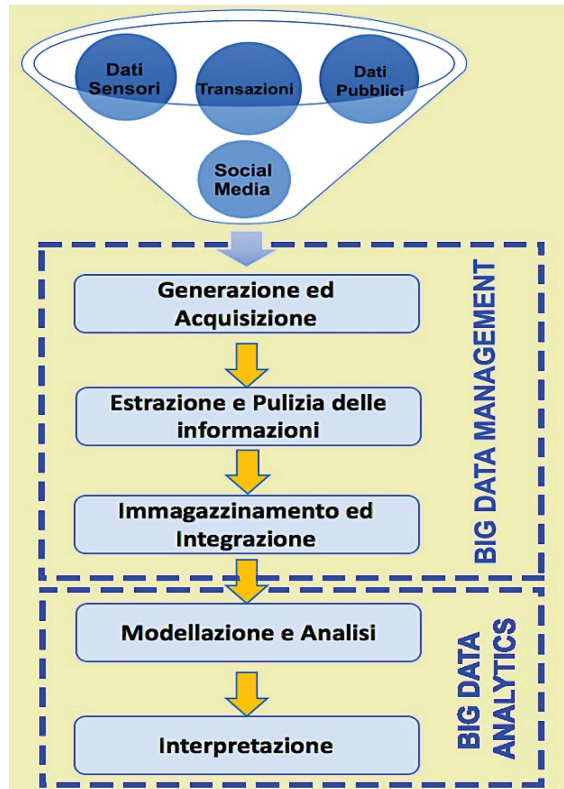 Dati
Sensori
Transazioni
Dati
Pubblici
Social
Media
Generazione ed
Acquisizione
Estrazione e Pulizia delle
informazioni
Immagazzinamento ed
Integrazione
BIG DATA MANAGEMENT
Modellazione e Analisi
Interpretazione
BIG DATA
ANALYTICS